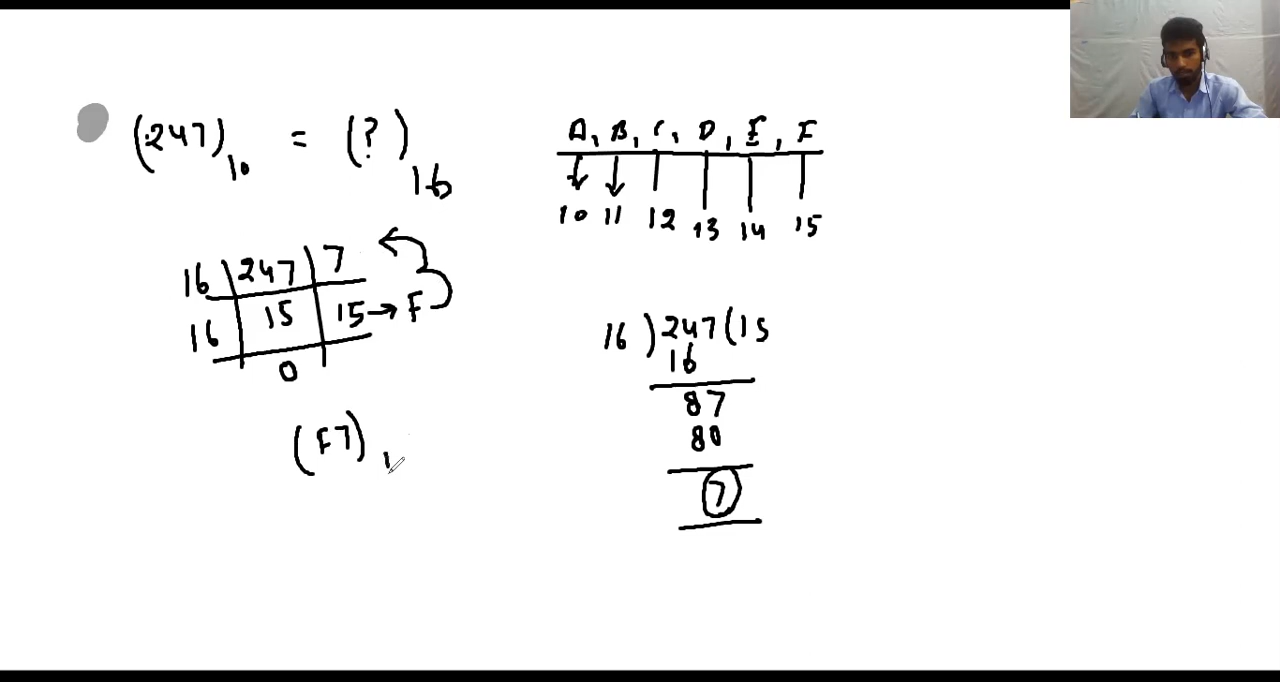 (247)10 = (?)16
16 | 247 | 7
16 | 15 | 15 → F
0
(F7)1
A, B, C, D, E, F
10 11 12 13 14 15
16 ) 247 ( 15
16
87
80
7